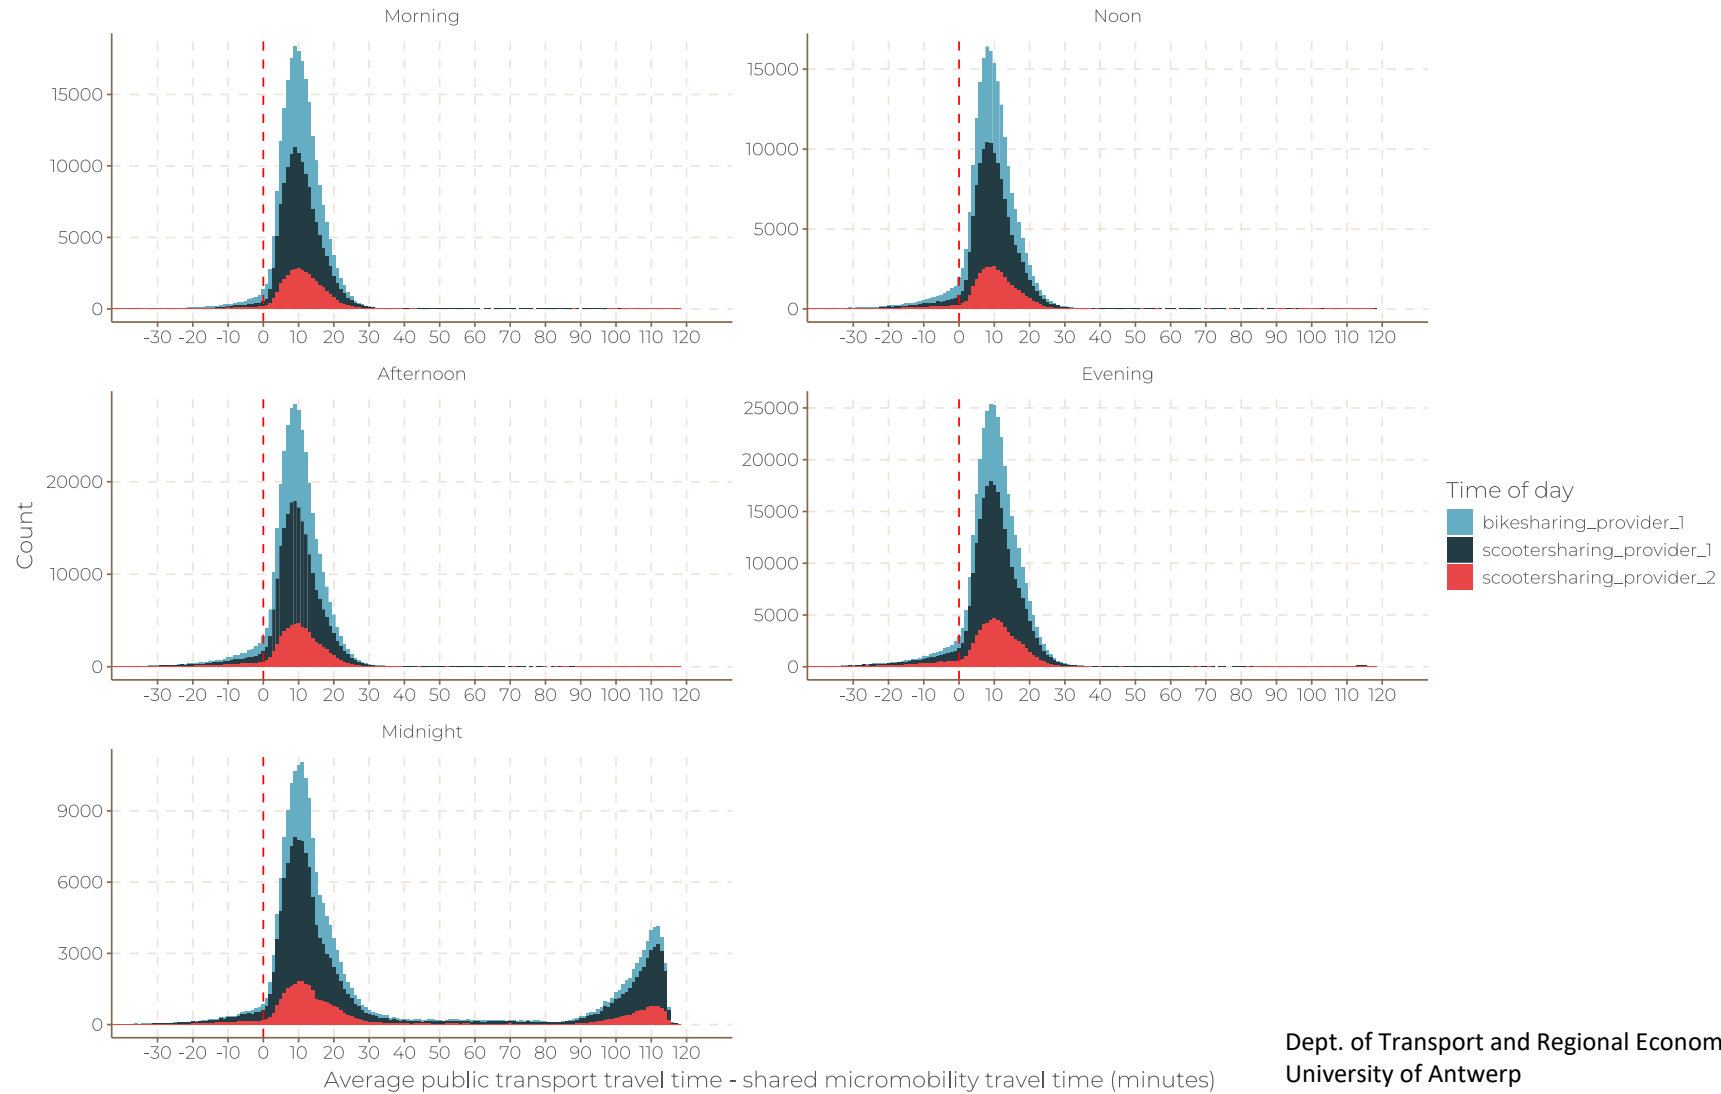 Morning
Noon
15000
10000
5000
0
-30 -20 -10 0 10 20 30 40 50 60 70 80 90 100 110 120
15000
10000
5000
0
-30 -20 -10 0 10 20 30 40 50 60 70 80 90 100 110 120
Afternoon
Evening
Count
20000
10000
0
-30 -20 -10 0 10 20 30 40 50 60 70 80 90 100 110 120
25000
20000
15000
10000
5000
0
-30 -20 -10 0 10 20 30 40 50 60 70 80 90 100 110 120
Time of day
bikesharing_provider_1
scootersharing_provider_1
scootersharing_provider_2
Midnight
9000
6000
3000
0
-30 -20 -10 0 10 20 30 40 50 60 70 80 90 100 110 120
Average public transport travel time - shared micromobility travel time (minutes)
Dept. of Transport and Regional Econom
University of Antwerp